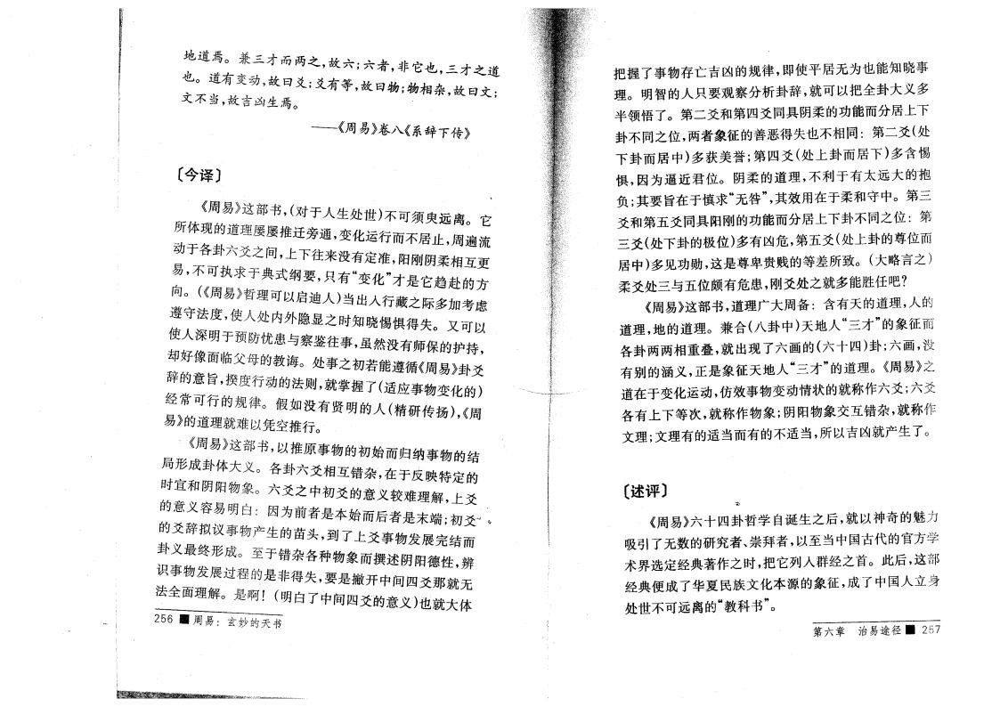 地道焉。兼三才而两之,故六;六者,非它也,三才之道
也。道有变动,故曰爻;爻有等,故曰物;物相杂,故曰文;
文不当,故吉凶生焉。
——《周易》卷八《系辞下传》
〔今译〕
《周易》这部书,(对于人生处世)不可须臾远离。它
所体现的道理屡屡推迁旁通,变化运行而不居止,周遍流
动于各卦六爻之间,上下往来没有定准,阳刚阴柔相互更
易,不可执求于典式纲要,只有“变化”才是它趋赴的方
向。(《周易》哲理可以启迪人)当出入行藏之际多加考虑
遵守法度,使人处内外隐显之时知晓惕惧得失。又可以
使人深明于预防忧患与察鉴往事,虽然没有师保的护持,
却好像面临父母的教诲。处事之初若能遵循《周易》卦爻
辞的意旨,揆度行动的法则,就掌握了(适应事物变化的)
经常可行的规律。假如没有贤明的人(精研传扬),《周
易》的道理就难以凭空推行。
《周易》这部书,以推原事物的初始而归纳事物的结
局形成卦体大义。各卦六爻相互错杂,在于反映特定的
时宜和阴阳物象。六爻之中初爻的意义较难理解,上爻
的意义容易明白:因为前者是本始而后者是末端;初爻
的爻辞拟议事物产生的苗头,到了上爻事物发展完结而
卦义最终形成。至于错杂各种物象而撰述阴阳德性,辨
识事物发展过程的是非得失,要是撇开中间四爻那就无
法全面理解。是啊!(明白了中间四爻的意义)也就大体
256 ■ 周易:玄妙的天书
把握了事物存亡吉凶的规律,即使平居无为也能知晓事
理。明智的人只要观察分析卦辞,就可以把全卦大义多
半领悟了。第二爻和第四爻同具阴柔的功能而分居上下
卦不同之位,两者象征的善恶得失也不相同:第二爻(处
下卦而居中)多获美誉;第四爻(处上卦而居下)多含惕
惧,因为逼近君位。阴柔的道理,不利于有太远大的抱
负;其要旨在于慎求“无咎”,其效用在于柔和守中。第三
爻和第五爻同具阳刚的功能而分居上下卦不同之位:第
三爻(处下卦的极位)多有凶危,第五爻(处上卦的尊位而
居中)多见功勋,这是尊卑贵贱的等差所致。(大略言之)
柔爻处三与五位颇有危患,刚爻处之就多能胜任吧?
《周易》这部书,道理广大周备:含有天的道理,人的
道理,地的道理。兼合(八卦中)天地人“三才”的象征而
各卦两两相重叠,就出现了六画的(六十四)卦;六画,没
有别的涵义,正是象征天地人“三才”的道理。《周易》之
道在于变化运动,仿效事物变动情状的就称作六爻;六爻
各有上下等次,就称作物象;阴阳物象交互错杂,就称作
文理;文理有的适当而有的不适当,所以吉凶就产生了。
〔述评〕
《周易》六十四卦哲学自诞生之后,就以神奇的魅力
吸引了无数的研究者、崇拜者,以至当中国古代的官方学
术界选定经典著作之时,把它列入群经之首。此后,这部
经典便成了华夏民族文化本源的象征,成了中国人立身
处世不可远离的“教科书”。
第六章 治易途径 ■ 257